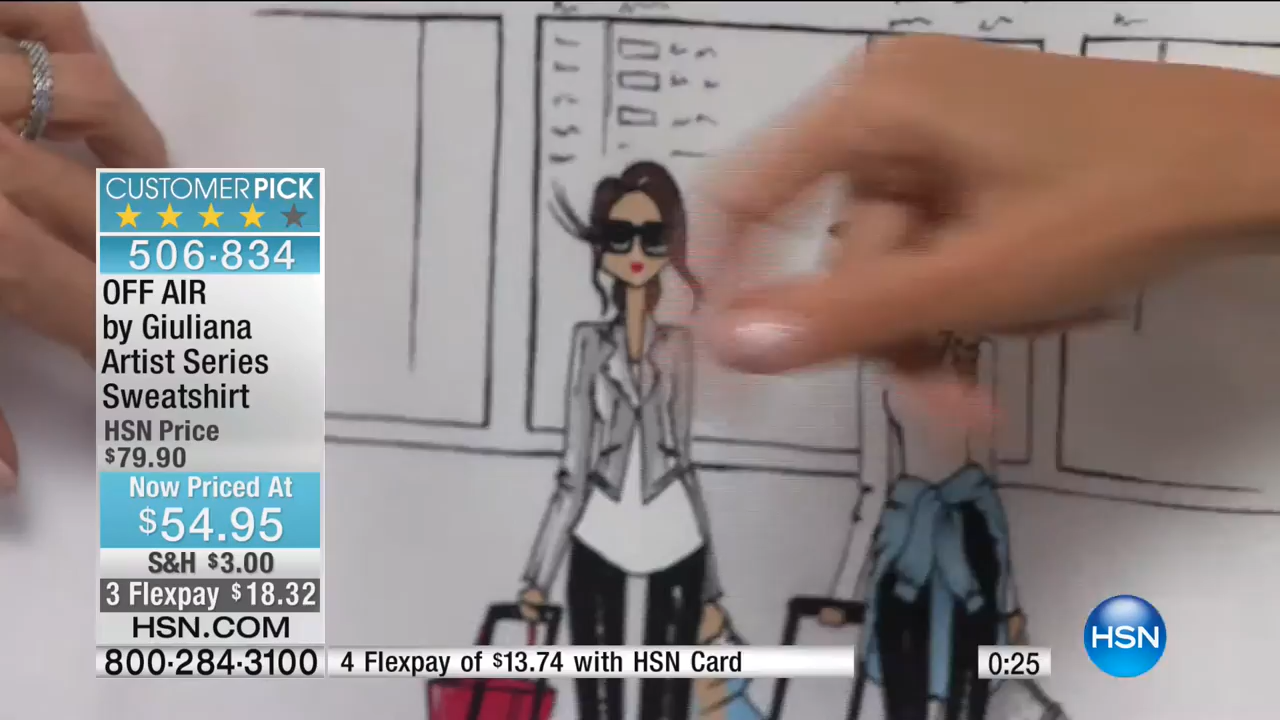 CUSTOMER PICK
506·834
OFF AIR
by Giuliana
Artist Series
Sweatshirt
HSN Price
$79.90
Now Priced At
$54.95
S&H $3.00
3 Flexpay $18.32
HSN.COM
800·284·3100
4 Flexpay of $13.74 with HSN Card
0:25
HSN